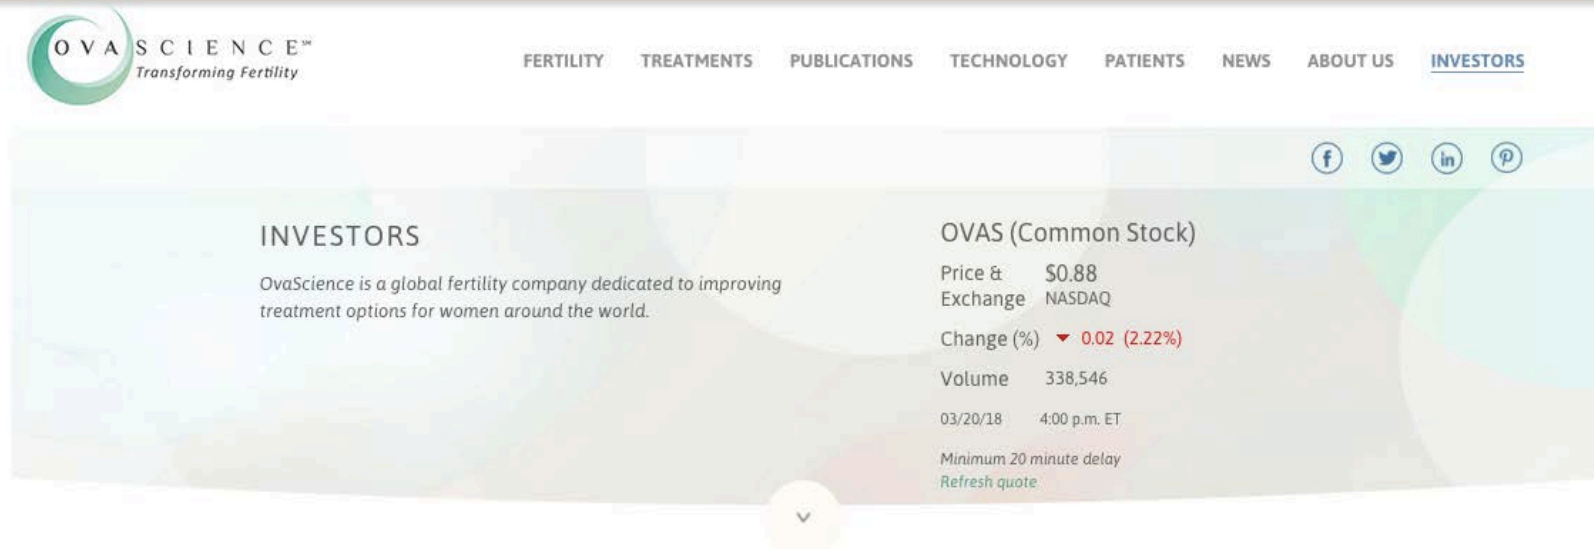 OVASCIENCE℠
Transforming Fertility
FERTILITY TREATMENTS PUBLICATIONS TECHNOLOGY PATIENTS NEWS ABOUT US INVESTORS
INVESTORS
OvaScience is a global fertility company dedicated to improving
treatment options for women around the world.
OVAS (Common Stock)
Price & $0.88
Exchange NASDAQ
Change (%) ▼ 0.02 (2.22%)
Volume 338,546
03/20/18 4:00 p.m. ET
Minimum 20 minute delay
Refresh quote